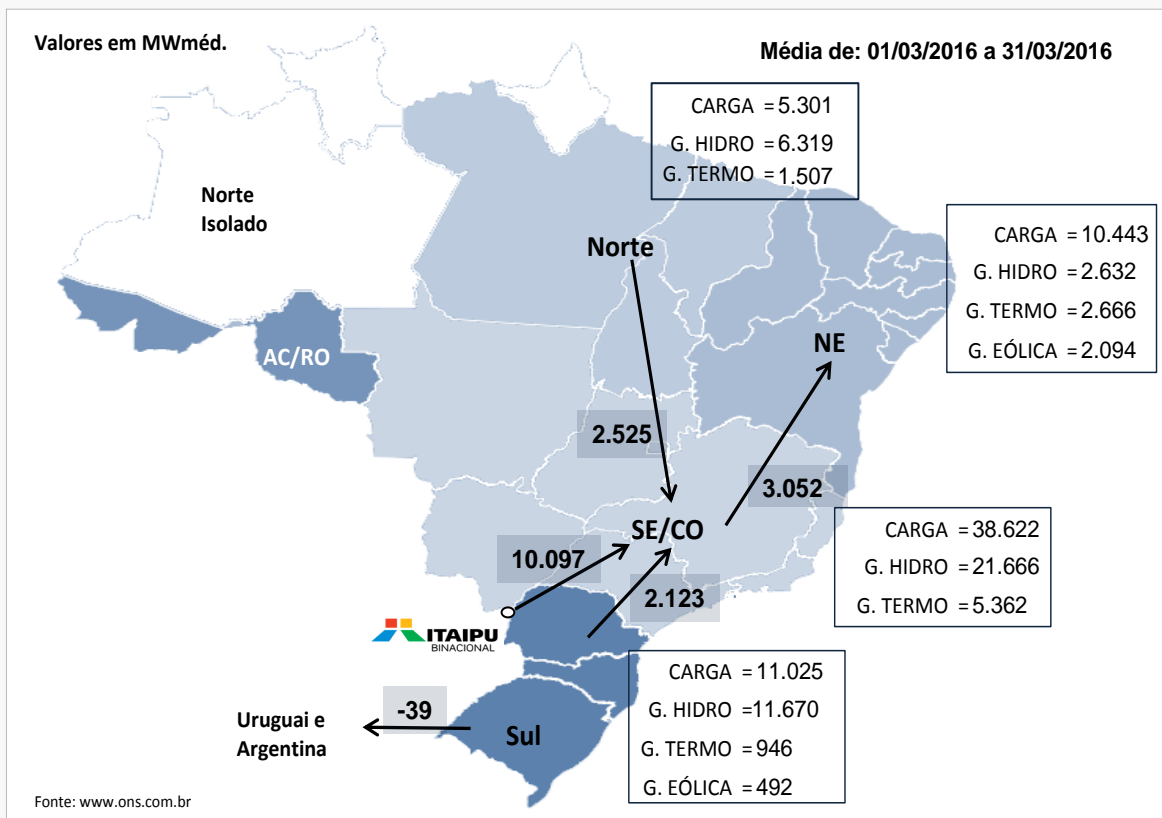 Valores em MWméd.
Média de: 01/03/2016 a 31/03/2016
CARGA = 5.301
G. HIDRO = 6.319
G. TERMO = 1.507
Norte
Isolado
Norte
CARGA = 10.443
G. HIDRO = 2.632
G. TERMO = 2.666
G. EÓLICA = 2.094
AC/RO
NE
2.525
3.052
SE/CO
CARGA = 38.622
G. HIDRO = 21.666
G. TERMO = 5.362
10.097
2.123
ITAIPU
BINACIONAL
CARGA = 11.025
G. HIDRO =11.670
G. TERMO = 946
G. EÓLICA = 492
-39
Uruguai e
Argentina
Sul
Fonte: www.ons.com.br